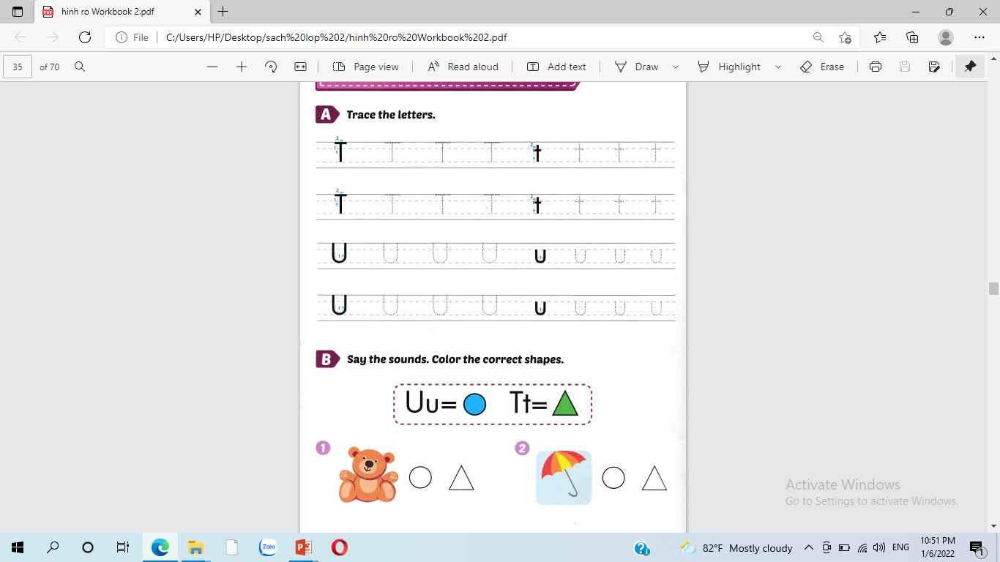 hinh ro Workbook 2.pdf
File C:/Users/HP/Desktop/sach%20lop%202/hinh%20ro%20Workbook%202.pdf
35 of 70 Page view Read aloud Add text Draw Highlight Erase
A Trace the letters.
T T T T t t t t
T T T T t t t t
U U U U u u u u
U U U U u u u u
B Say the sounds. Color the correct shapes.
Uu= Tt=
1 2
Activate Windows
Go to Settings to activate Windows.
Zalo 82°F Mostly cloudy ENG 10:51 PM
1/6/2022 1